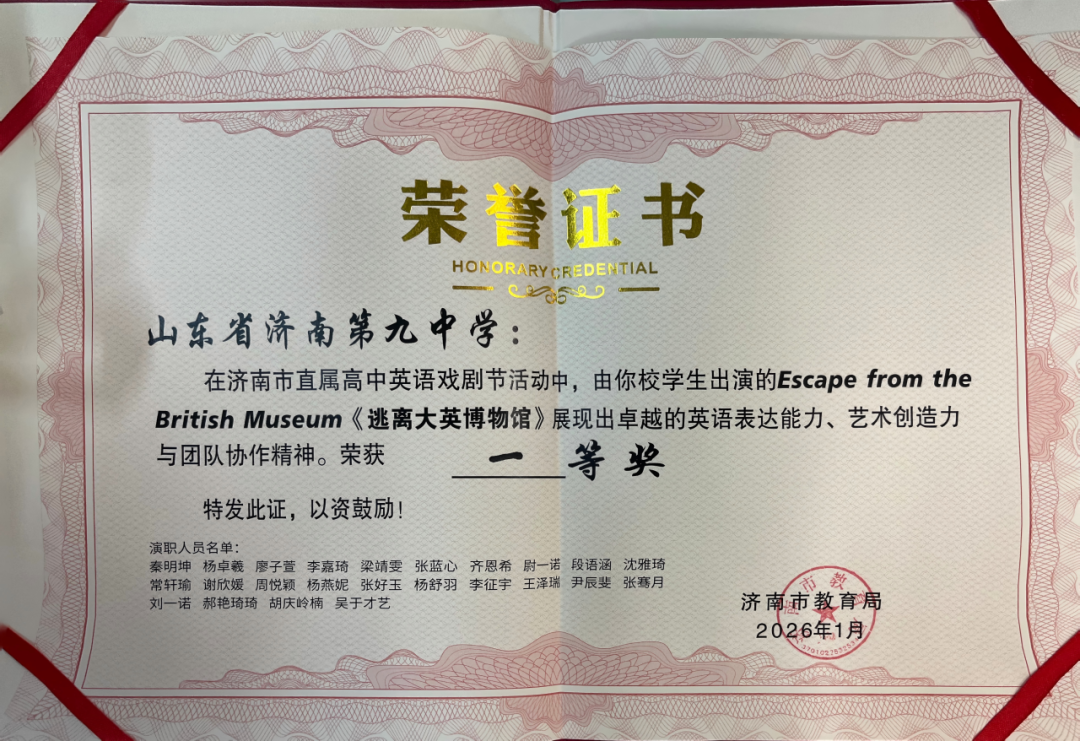 荣誉证书
HONORARY CREDENTIAL
山东省济南第九中学：
在济南市直属高中英语戏剧节活动中，由你校学生出演的Escape from the
British Museum《逃离大英博物馆》展现出卓越的英语表达能力、艺术创造力
与团队协作精神。荣获 一 等奖
特发此证，以资鼓励！
演职人员名单：
秦明坤 杨卓羲 廖子萱 李嘉琦 梁靖雯 张蓝心 齐恩希 尉一诺 段语涵 沈雅琦
常轩瑜 谢欣媛 周悦颖 杨燕妮 张好玉 杨舒羽 李征宇 王泽瑞 尹辰斐 张骞月
刘一诺 郝艳琦琦 胡庆岭楠 吴于才艺
济南市教育局
2026年1月